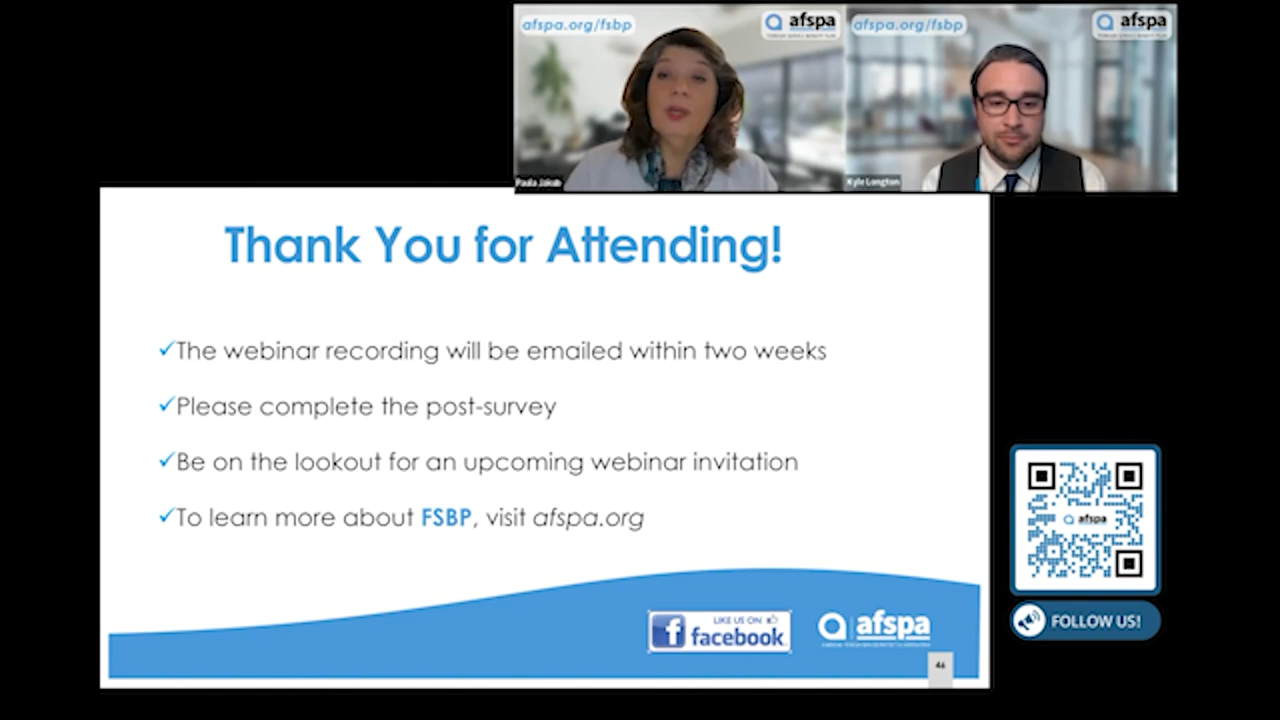 afspa.org/fsbp
afspa
FOREIGN SERVICE BENEFIT PLAN
afspa.org/fsbp
afspa
FOREIGN SERVICE BENEFIT PLAN
Paula Jakub
Kyle Longton
Thank You for Attending!
✓The webinar recording will be emailed within two weeks
✓Please complete the post-survey
✓Be on the lookout for an upcoming webinar invitation
✓To learn more about FSBP, visit afspa.org
afspa
FOLLOW US!
LIKE US ON
facebook
afspa
46